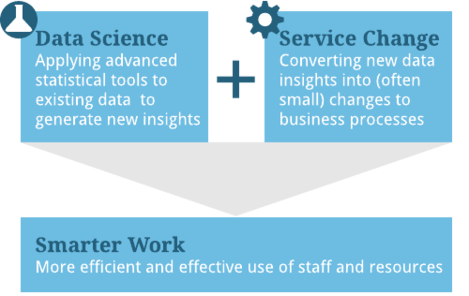 Data Science
Applying advanced
statistical tools to
existing data to
generate new insights
Service Change
Converting new data
insights into (often
small) changes to
business processes
Smarter Work
More efficient and effective use of staff and resources